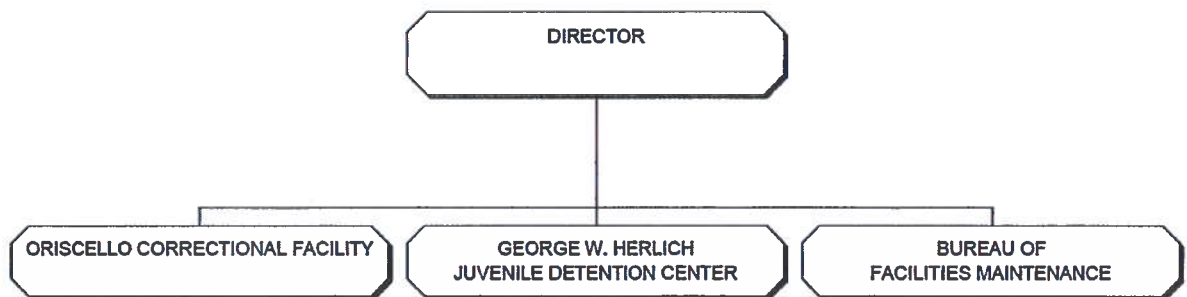 DIRECTOR
ORISCELLO CORRECTIONAL FACILITY
GEORGE W. HERLICH
JUVENILE DETENTION CENTER
BUREAU OF
FACILITIES MAINTENANCE